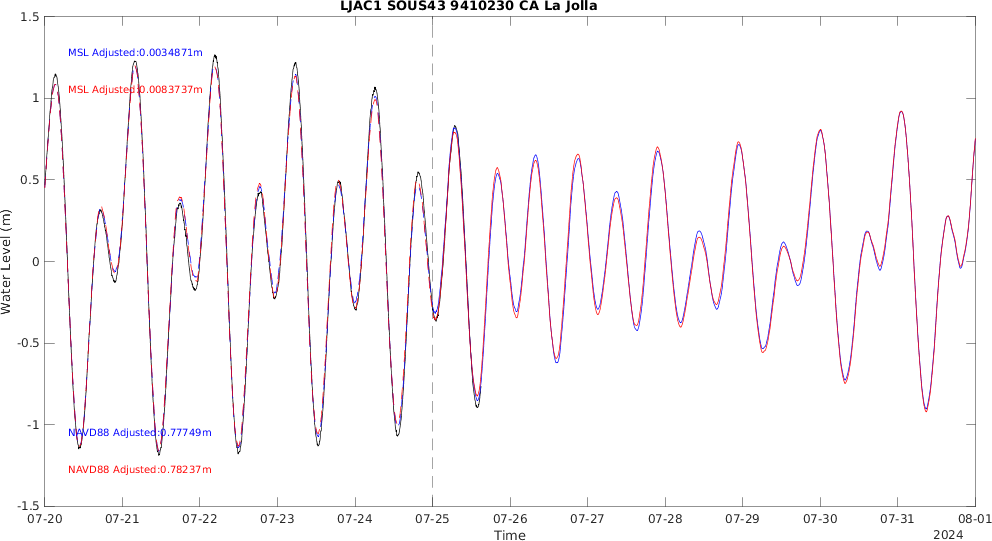 LJAC1 SOUS43 9410230 CA La Jolla
1.5
MSL Adjusted:0.0034871m
MSL Adjusted:0.0083737m
1
0.5
0
-0.5
-1
-1.5
Water Level (m)
NAVD88 Adjusted:0.77749m
NAVD88 Adjusted:0.78237m
07-20 07-21 07-22 07-23 07-24 07-25 07-26 07-27 07-28 07-29 07-30 07-31 08-01
Time
2024